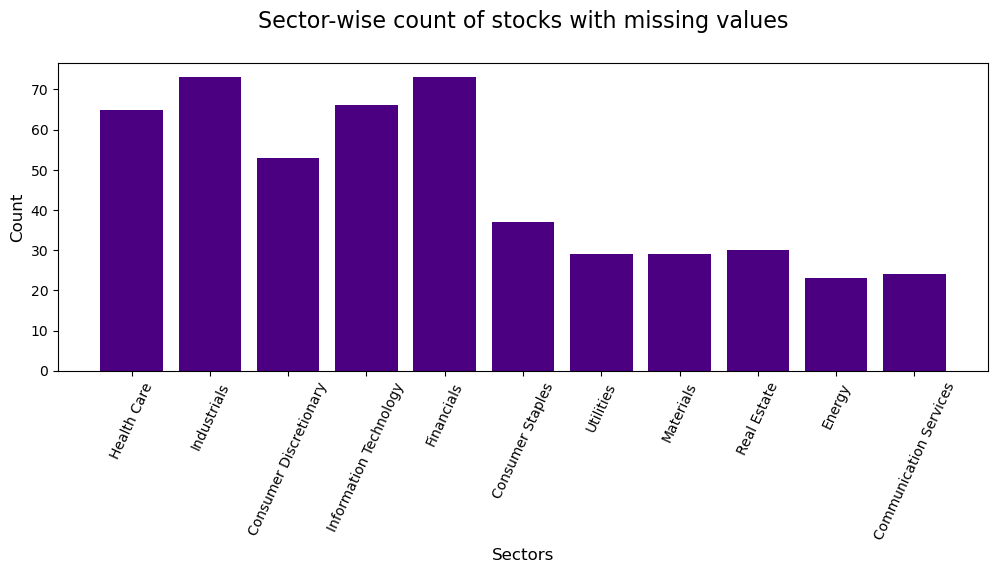 Sector-wise count of stocks with missing values
Count
70
60
50
40
30
20
10
0
Health Care
Industrials
Consumer Discretionary
Information Technology
Financials
Consumer Staples
Utilities
Materials
Real Estate
Energy
Communication Services
Sectors